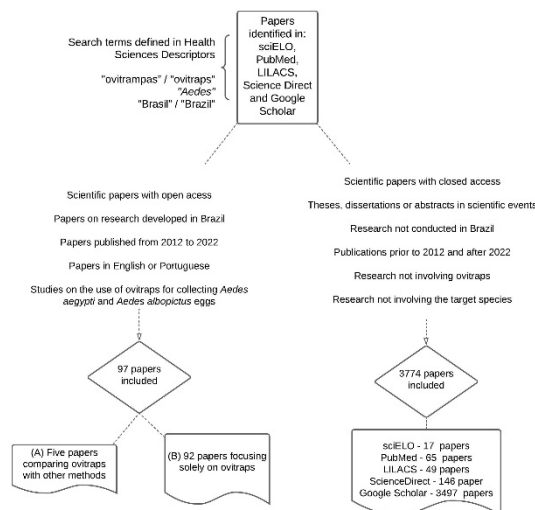 Papers
identified in:
sciELO,
PubMed,
LILACS,
Science Direct
and Google
Scholar
Search terms defined in Health
Sciences Descriptors
"ovitrampas" / "ovitraps"
"Aedes"
"Brasil" / "Brazil"
Scientific papers with open acess
Papers on research developed in Brazil
Papers published from 2012 to 2022
Papers in English or Portuguese
Studies on the use of ovitraps for collecting Aedes
aegypti and Aedes albopictus eggs
97 papers
included
(A) Five papers
comparing ovitraps
with other methods
(B) 92 papers focusing
solely on ovitraps
Scientific papers with closed access
Theses, dissertations or abstracts in scientific events
Research not conducted in Brazil
Publications prior to 2012 and after 2022
Research not involving ovitraps
Research not involving the target species
3774 papers
included
sciELO - 17 papers
PubMed - 65 papers
LILACS - 49 papers
ScienceDirect - 146 paper
Google Scholar - 3497 papers